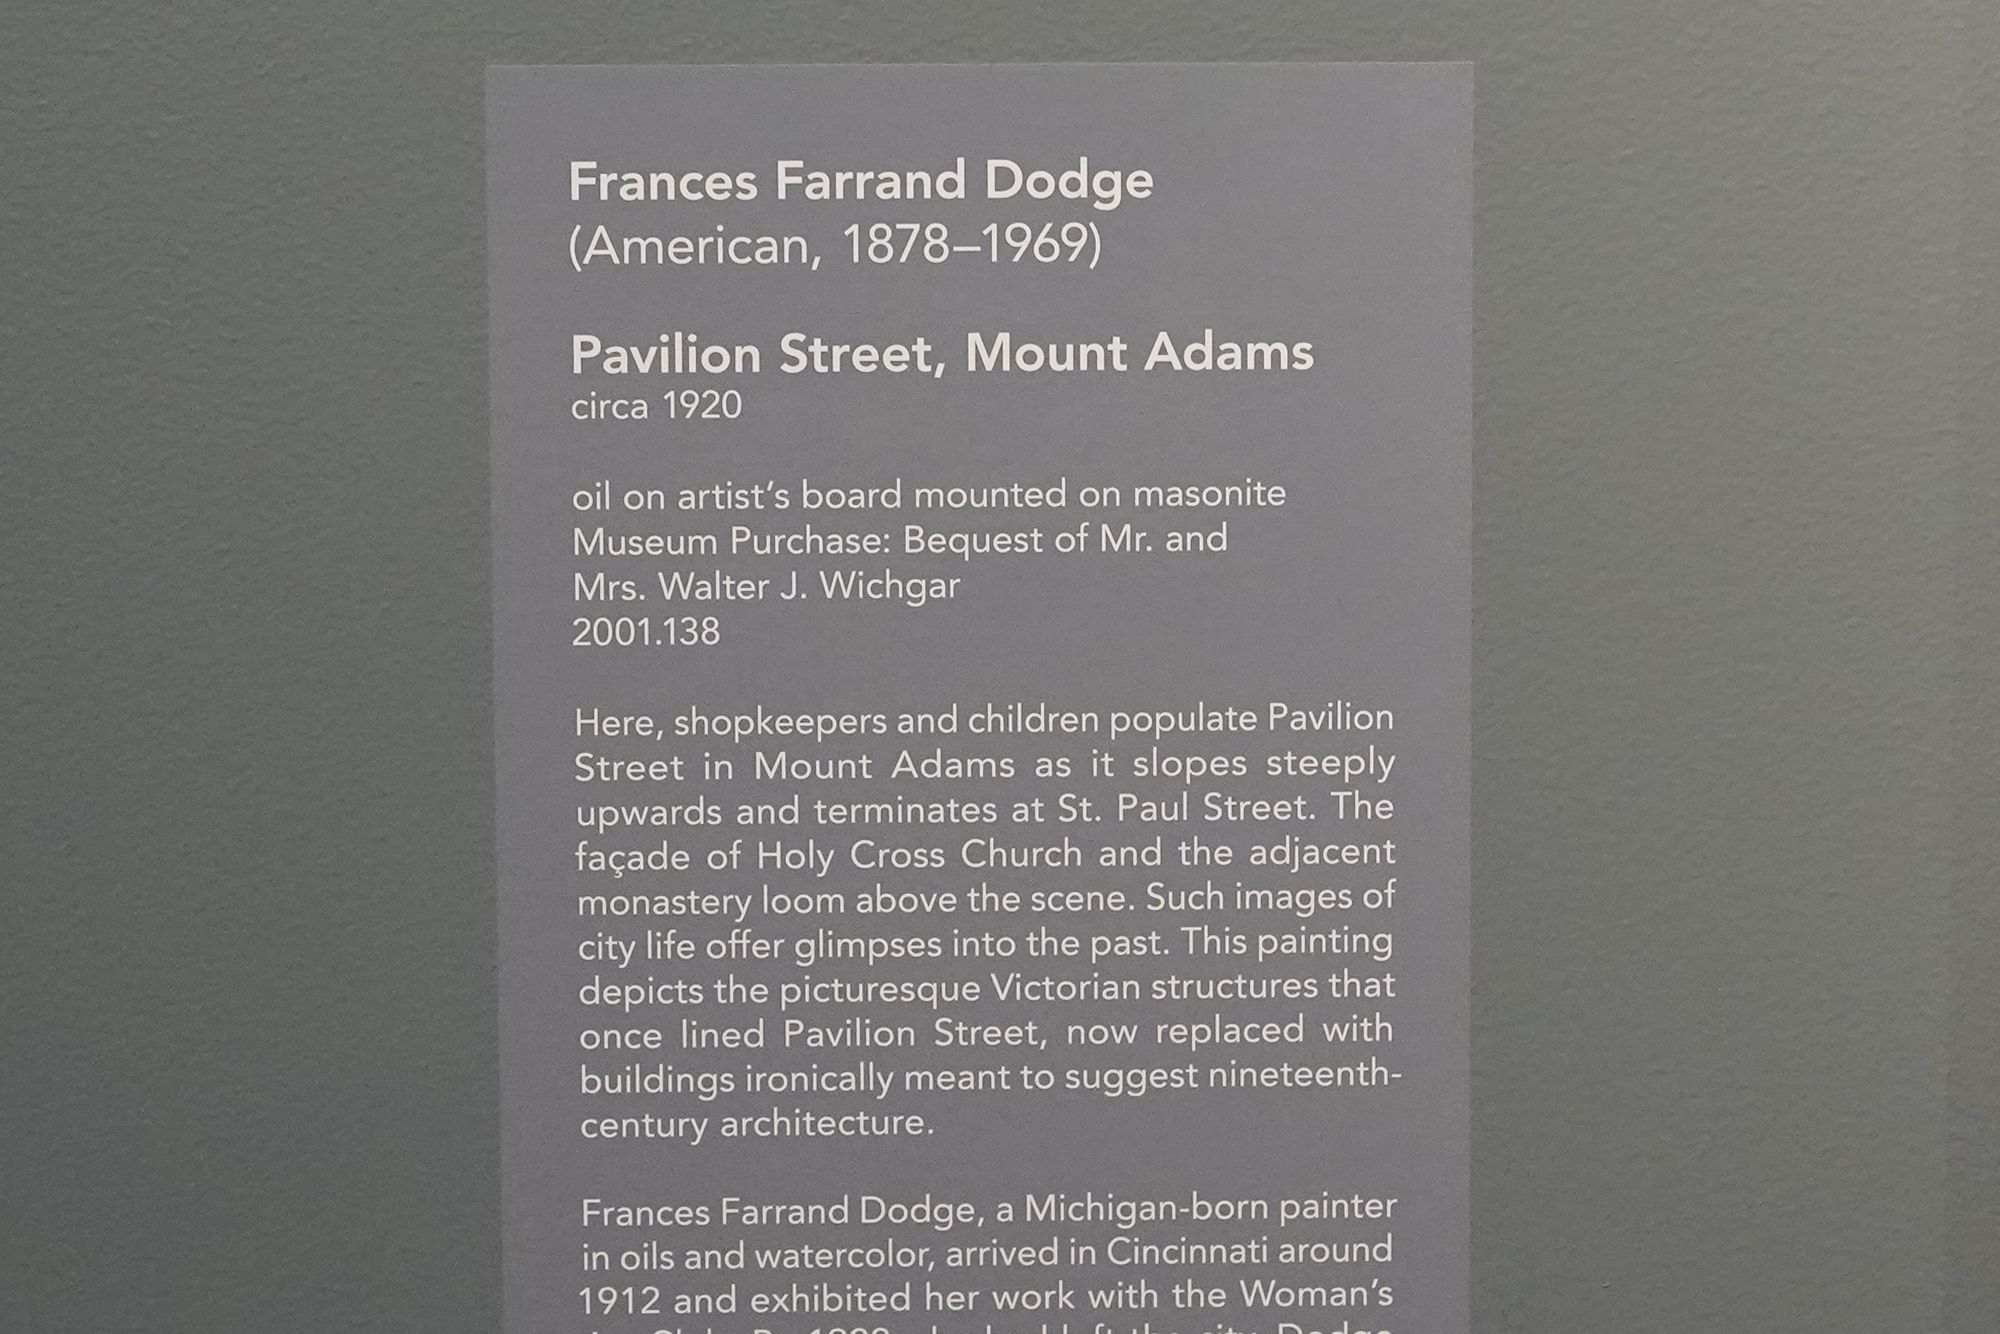 Frances Farrand Dodge
(American, 1878–1969)
Pavilion Street, Mount Adams
circa 1920
oil on artist’s board mounted on masonite
Museum Purchase: Bequest of Mr. and
Mrs. Walter J. Wichgar
2001.138
Here, shopkeepers and children populate Pavilion
Street in Mount Adams as it slopes steeply
upwards and terminates at St. Paul Street. The
façade of Holy Cross Church and the adjacent
monastery loom above the scene. Such images of
city life offer glimpses into the past. This painting
depicts the picturesque Victorian structures that
once lined Pavilion Street, now replaced with
buildings ironically meant to suggest nineteenth-
century architecture.
Frances Farrand Dodge, a Michigan-born painter
in oils and watercolor, arrived in Cincinnati around
1912 and exhibited her work with the Woman’s
the city. Dodge